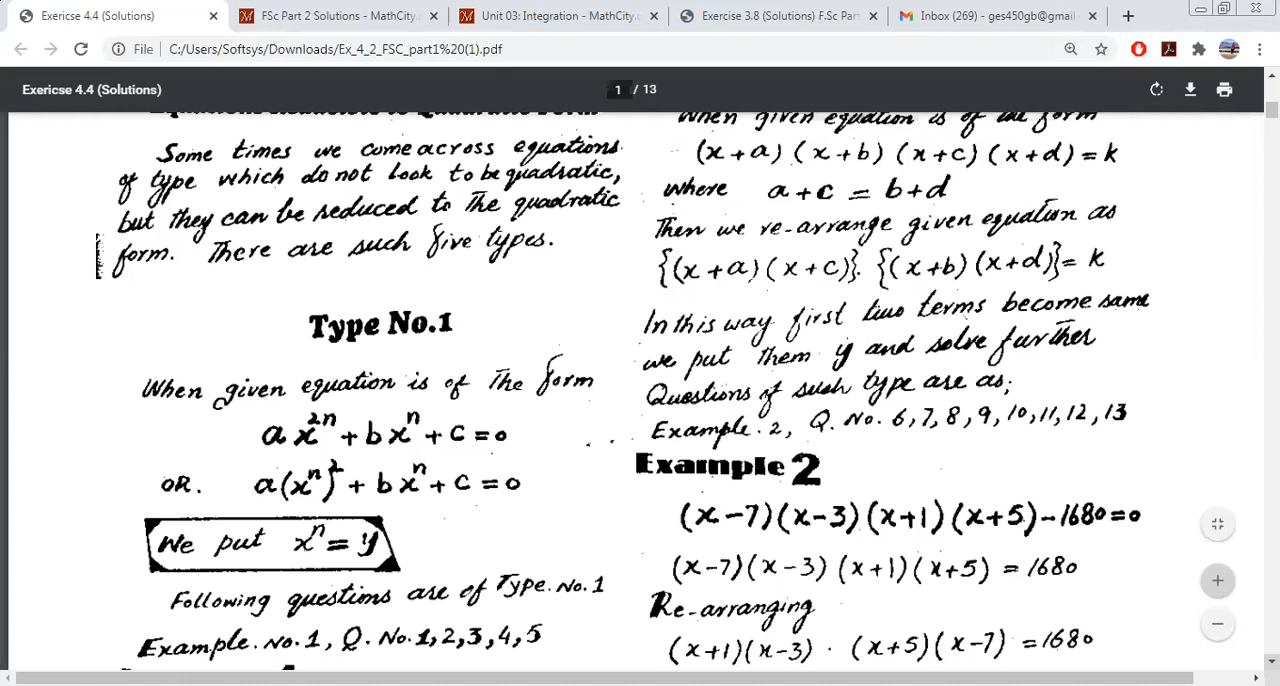 Exericse 4.4 (Solutions)
FSc Part 2 Solutions - MathCity.
Unit 03: Integration - MathCity.
Exercise 3.8 (Solutions) F.Sc Part
Inbox (269) - ges450gb@gmail
File
C:/Users/Softsys/Downloads/Ex_4_2_FSC_part1%20(1).pdf
Exericse 4.4 (Solutions)
1 / 13
Some times we come across equations
of type which do not look to be quadratic,
but they can be reduced to the quadratic
form. There are such five types.
Type No.1
When given equation is of the form
ax²ⁿ + bxⁿ + c = 0
OR. a(xⁿ)² + bxⁿ + c = 0
We put xⁿ = y
Following questions are of Type. No. 1
Example. No. 1, Q. No. 1, 2, 3, 4, 5
When given equation is of the form
(x+a)(x+b)(x+c)(x+d) = k
where a+c = b+d
Then we re-arrange given equation as
{(x+a)(x+c)}.{(x+b)(x+d)} = k
In this way first two terms become same
we put them y and solve further
Questions of such type are as;
Example. 2, Q. No. 6, 7, 8, 9, 10, 11, 12, 13
Example 2
(x-7)(x-3)(x+1)(x+5)-1680=0
(x-7)(x-3)(x+1)(x+5) = 1680
Re-arranging
(x+1)(x-3) . (x+5)(x-7) = 1680